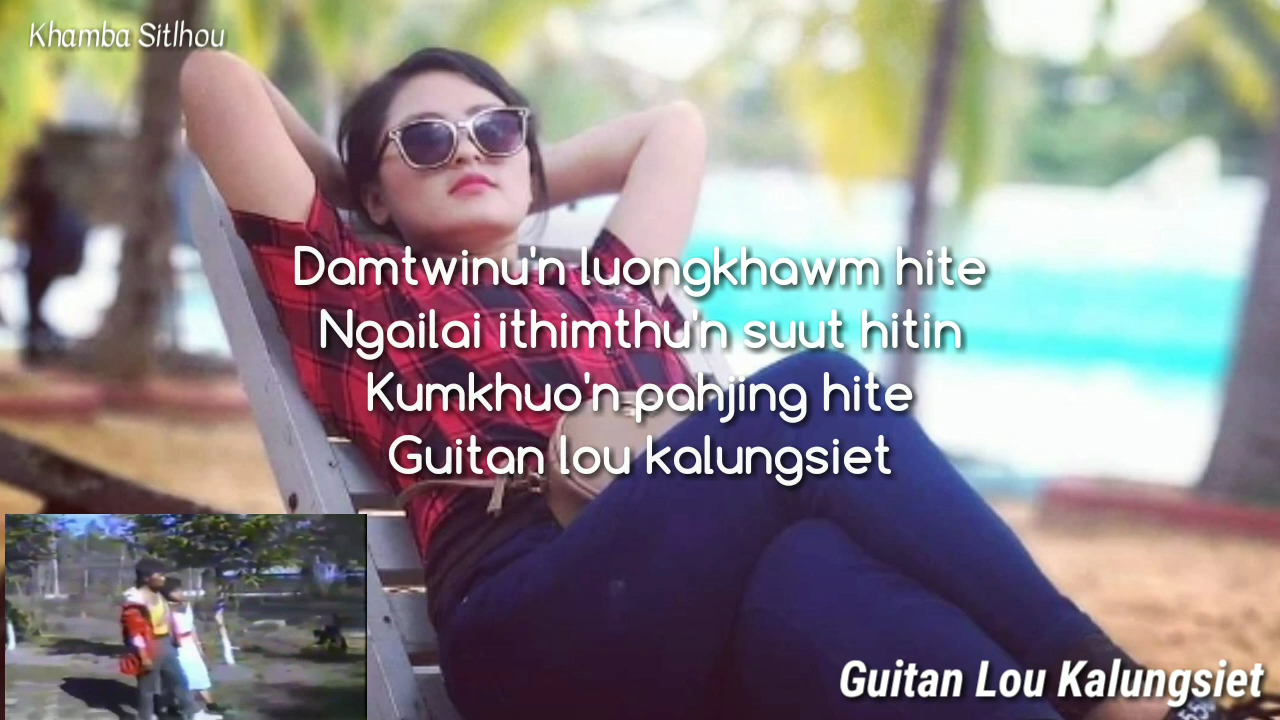 Khamba Sitlhou
Damtwinu'n luongkhawm hite
Ngailai ithimthu'n suut hitin
Kumkhuo'n pahjing hite
Guitan lou kalungsiet
Guitan Lou Kalungsiet